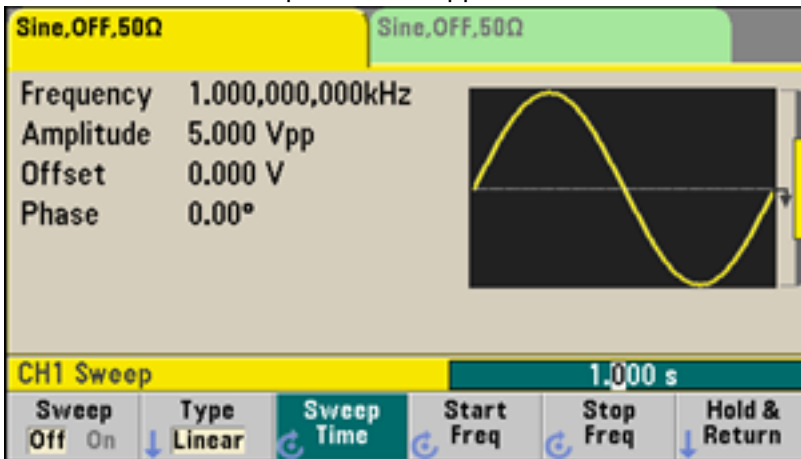 Sine,OFF,50Ω
Sine,OFF,50Ω
Frequency 1.000,000,000kHz
Amplitude 5.000 Vpp
Offset 0.000 V
Phase 0.00°
CH1 Sweep
1.000 s
Sweep Off On
Type Linear
Sweep Time
Start Freq
Stop Freq
Hold & Return